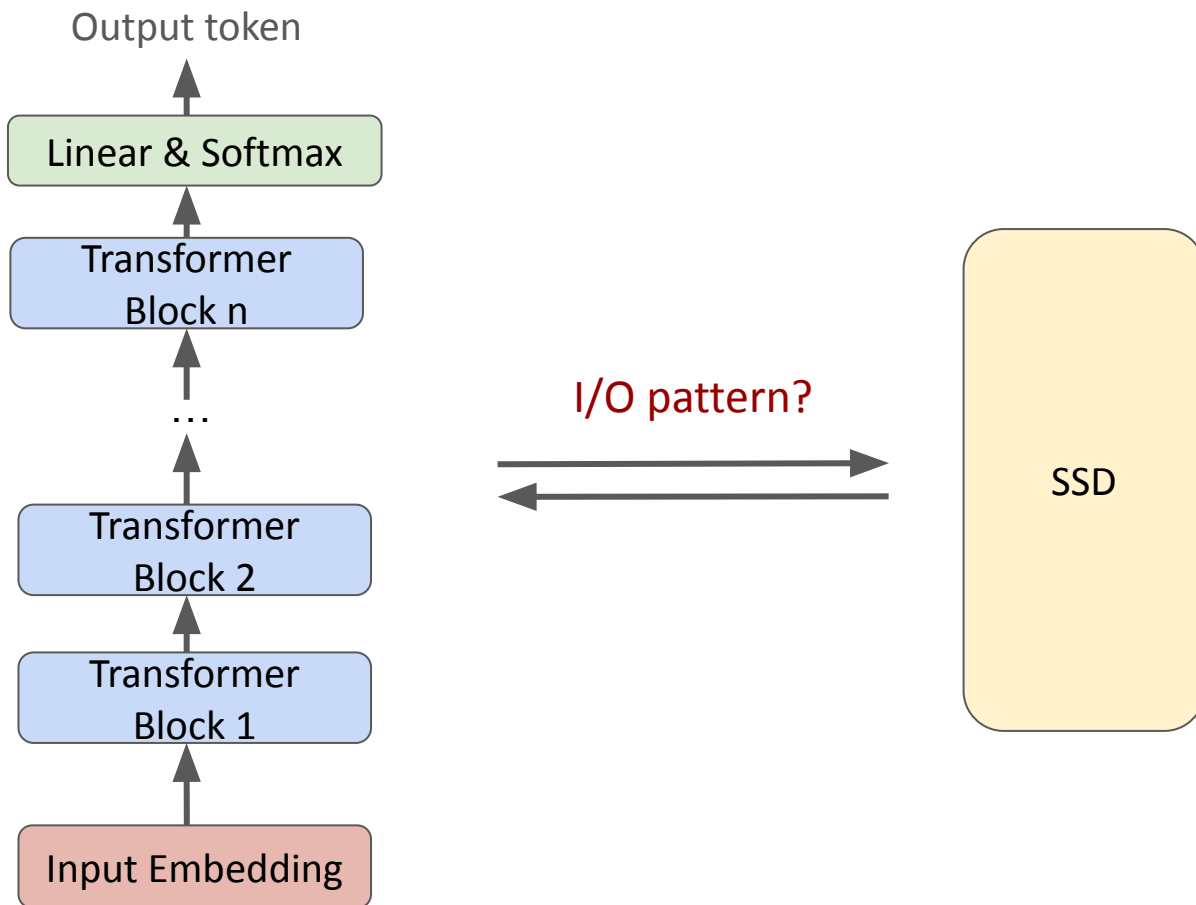 Output token
Linear & Softmax
Transformer
Block n
...
I/O pattern?
SSD
Transformer
Block 2
Transformer
Block 1
Input Embedding